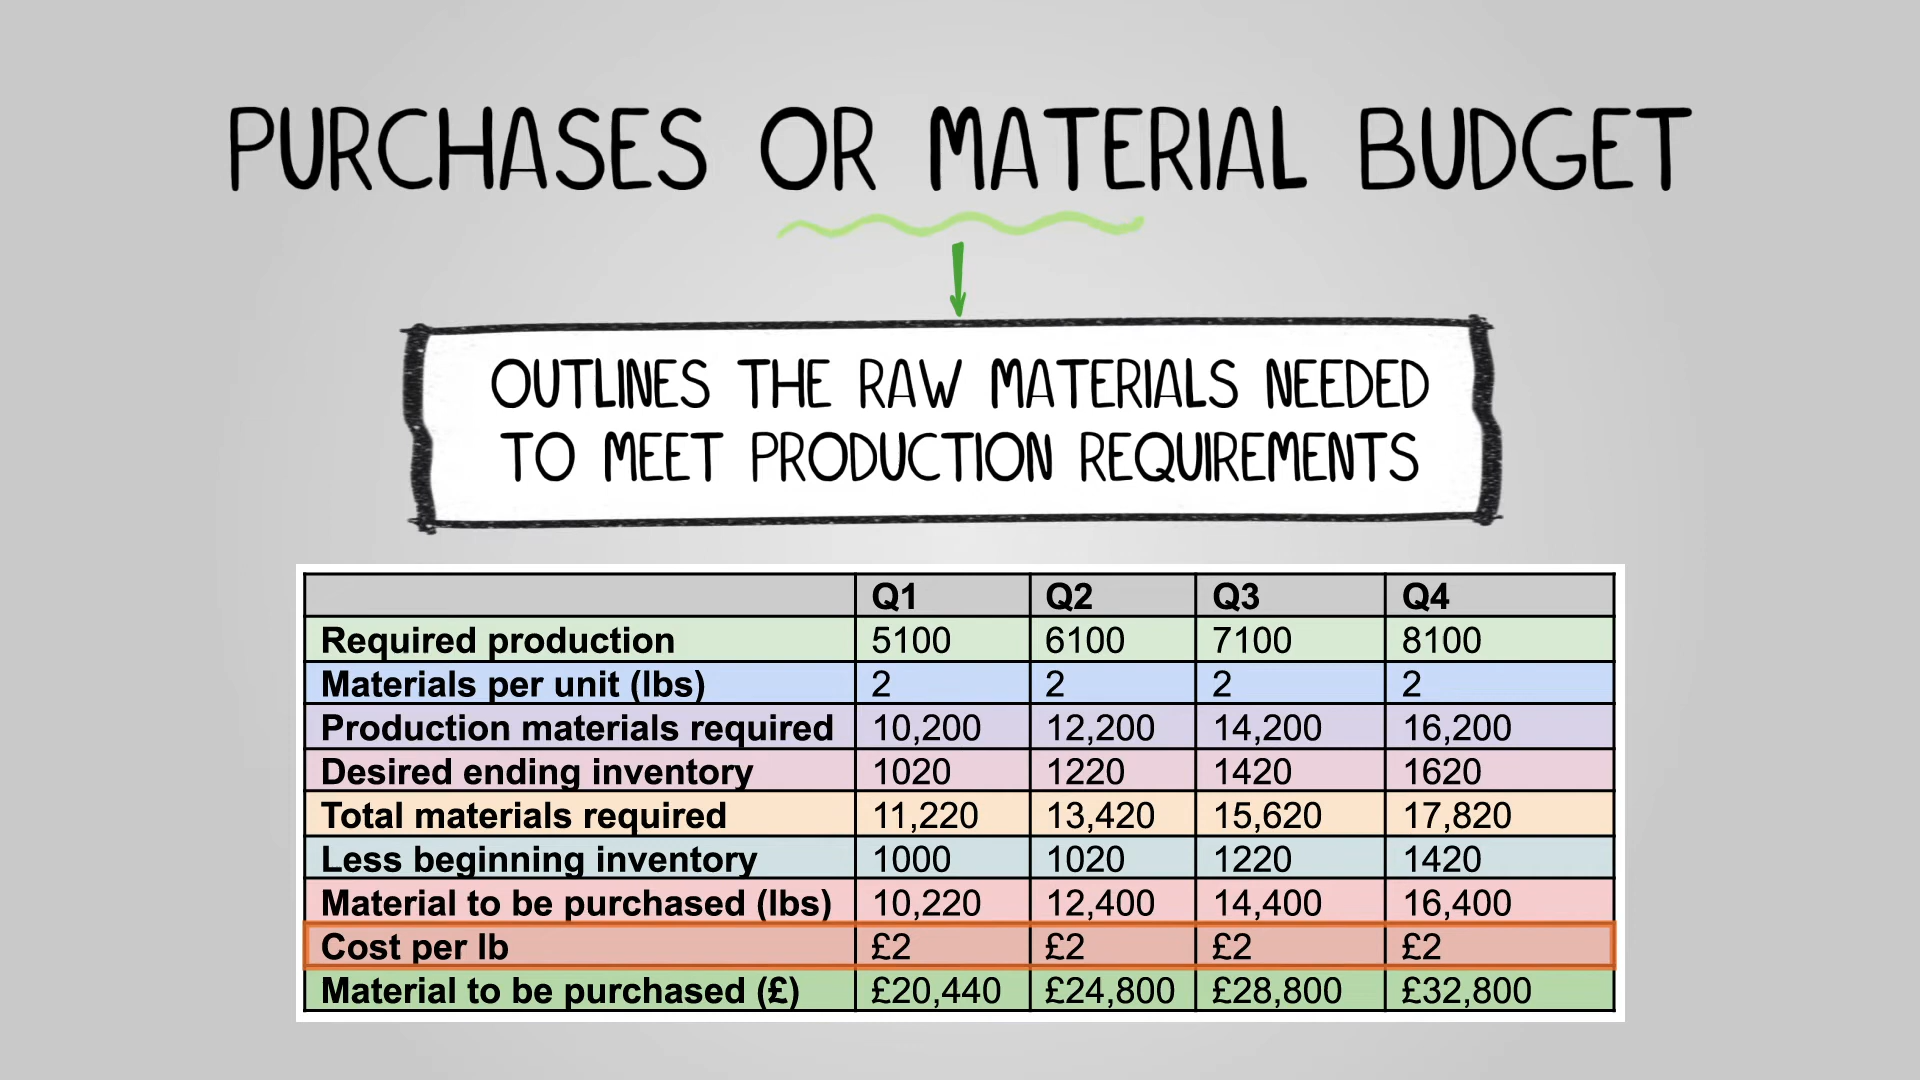 PURCHASES OR MATERIAL BUDGET
OUTLINES THE RAW MATERIALS NEEDED
TO MEET PRODUCTION REQUIREMENTS
Q1 Q2 Q3 Q4
Required production 5100 6100 7100 8100
Materials per unit (lbs) 2 2 2 2
Production materials required 10,200 12,200 14,200 16,200
Desired ending inventory 1020 1220 1420 1620
Total materials required 11,220 13,420 15,620 17,820
Less beginning inventory 1000 1020 1220 1420
Material to be purchased (lbs) 10,220 12,400 14,400 16,400
Cost per lb £2 £2 £2 £2
Material to be purchased (£) £20,440 £24,800 £28,800 £32,800